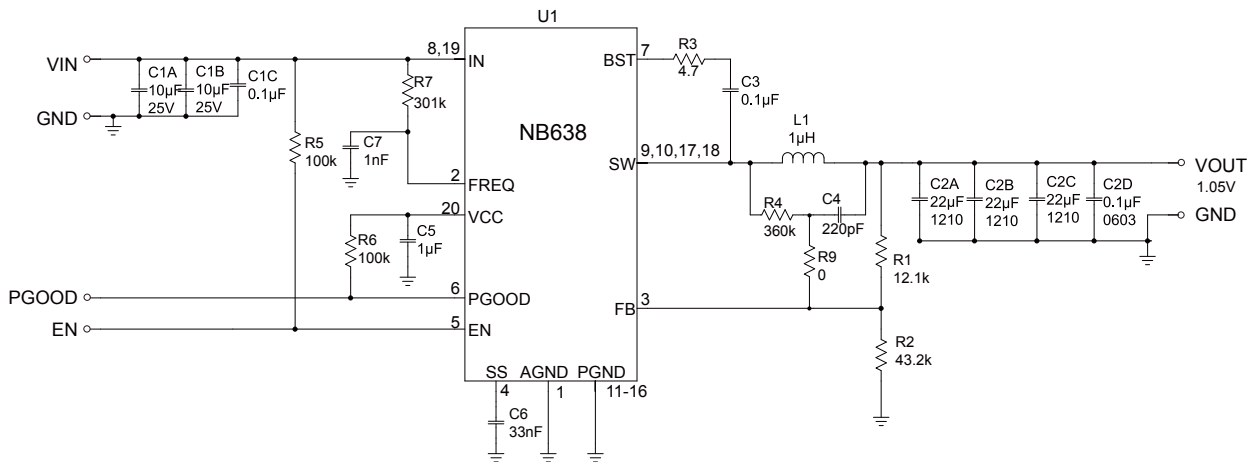 U1
8,19
IN
BST
7
R3
4.7
VIN
C1A
10µF
25V
C1B
10µF
25V
C1C
0.1µF
R7
301k
C3
0.1µF
GND
NB638
L1
1µH
R5
100k
C7
1nF
SW
9,10,17,18
VOUT
1.05V
2
FREQ
R4
360k
C4
220pF
C2A
22µF
1210
C2B
22µF
1210
C2C
22µF
1210
C2D
0.1µF
0603
GND
20
VCC
R6
100k
C5
1µF
R9
0
R1
12.1k
PGOOD
6
PGOOD
FB
3
EN
5
EN
R2
43.2k
SS
AGND
PGND
4
1
11-16
C6
33nF